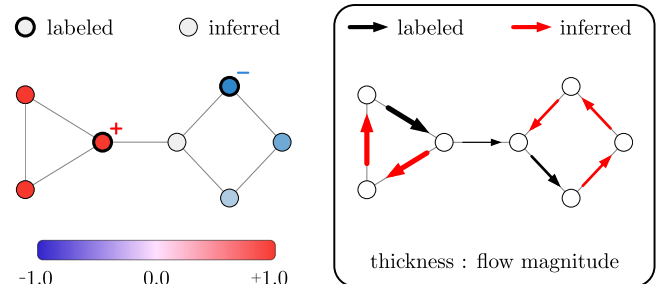 labeled inferred
+
−
-1.0 0.0 +1.0
labeled inferred
thickness : flow magnitude